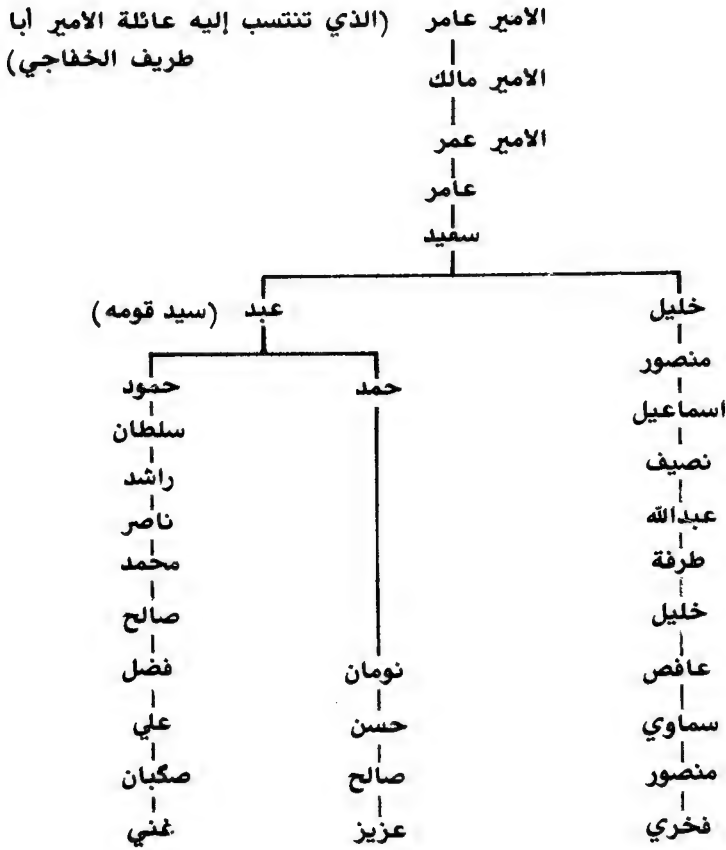 الامير عامر (الذي تنتسب إليه عائلة الامير أبا
طريف الخفاجي)
الامير مالك
الامير عمر
عامر
سعيد
خليل
عبد (سيد قومه)
منصور
اسماعيل
نصيف
عبدالله
طرفة
خليل
عافص
سماوي
منصور
فخري
حمد
نومان
حسن
صالح
عزيز
حمود
سلطان
راشد
ناصر
محمد
صالح
فضل
علي
صگبان
غني